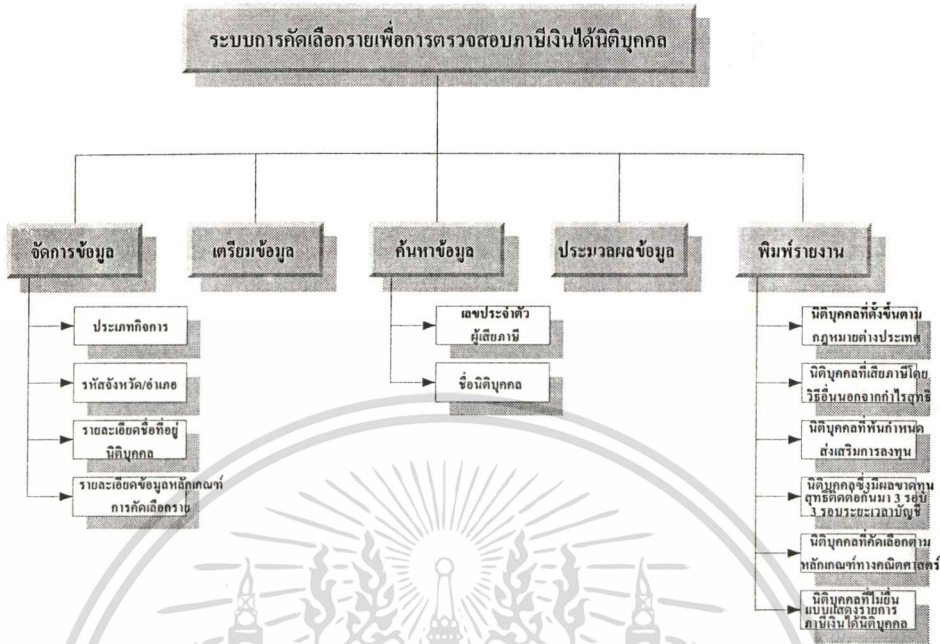 ระบบการคัดเลือกรายเพื่อการตรวจสอบภาษีเงินได้นิติบุคคล
จัดการข้อมูล
เตรียมข้อมูล
ค้นหาข้อมูล
ประมวลผลข้อมูล
พิมพ์รายงาน
ประเภทกิจการ
รหัสจังหวัด/อำเภอ
รายละเอียดชื่อที่อยู่
นิติบุคคล
รายละเอียดข้อมูลหลักเกณฑ์
การคัดเลือกราย
เลขประจำตัว
ผู้เสียภาษี
ชื่อนิติบุคคล
นิติบุคคลที่ตั้งขึ้นตาม
กฎหมายต่างประเทศ
นิติบุคคลที่เสียภาษีโดย
วิธีอื่นนอกจากกำไรสุทธิ
นิติบุคคลที่พ้นกำหนด
ส่งเสริมการลงทุน
นิติบุคคลซึ่งมีผลขาดทุน
สุทธิติดต่อกันมา 3 รอบ
3 รอบระยะเวลาบัญชี
นิติบุคคลที่คัดเลือกตาม
หลักเกณฑ์ทางคณิตศาสตร์
นิติบุคคลที่ไม่ยื่น
แบบแสดงรายการ
ภาษีเงินได้นิติบุคคล